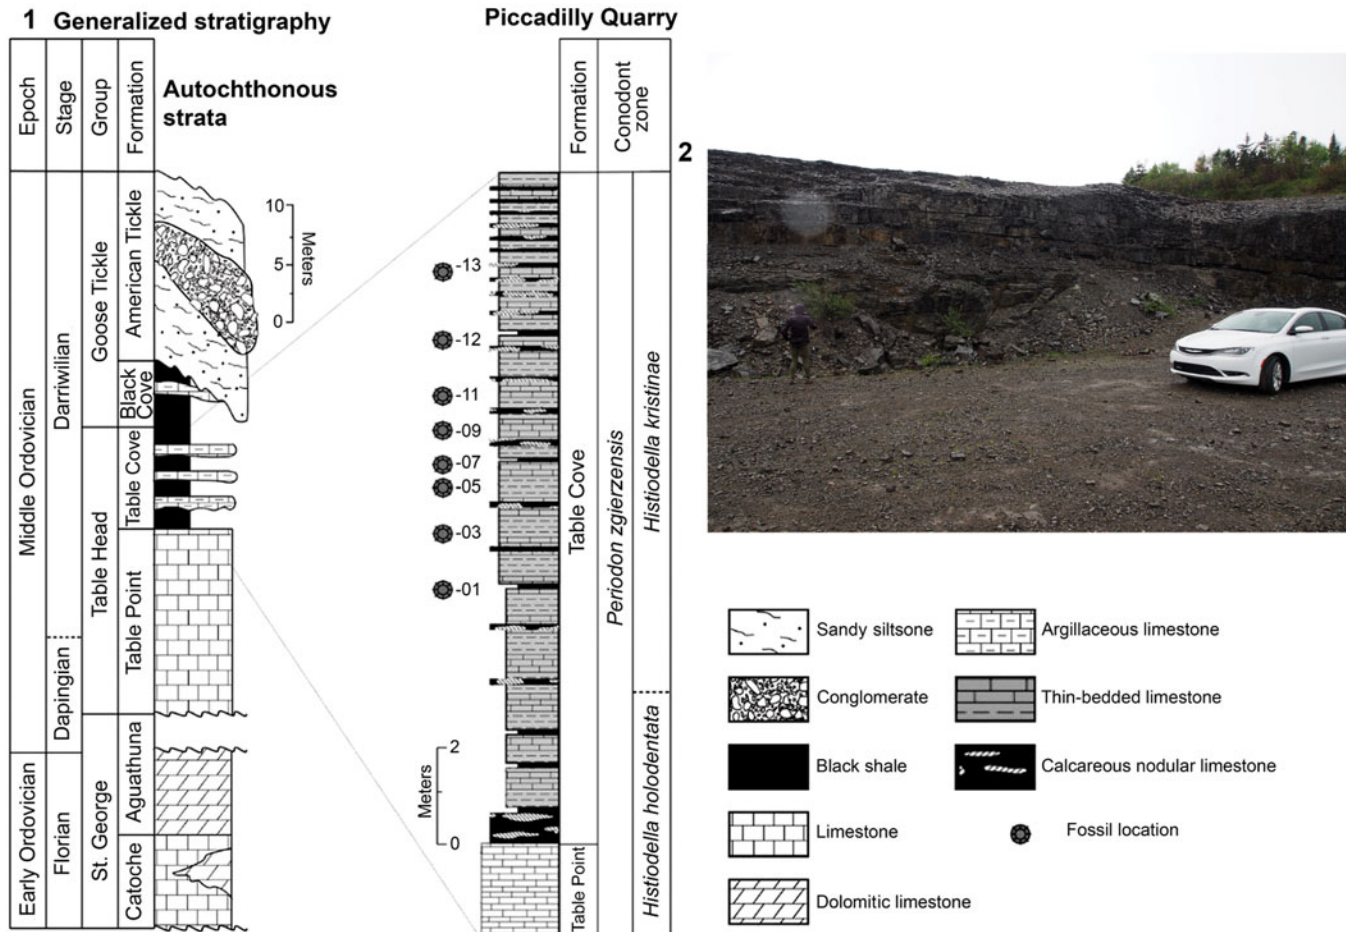 1 Generalized stratigraphy
Piccadilly Quarry
Epoch
Stage
Group
Formation
Autochthonous
strata
Formation
Conodont
zone
2
Middle Ordovician
Early Ordovician
Darriwilian
Dapingian
Florian
Goose Tickle
Table Head
St. George
American Tickle
Black
Cove
Table Cove
Table Point
Aguathuna
Catoche
10
5
0
Meters
-13
-12
-11
-09
-07
-05
-03
-01
2
0
Meters
Table Cove
Table Point
Periodon zgierzensis
Histiodella kristinae
Histiodella holodentata
Sandy siltsone
Conglomerate
Black shale
Limestone
Dolomitic limestone
Argillaceous limestone
Thin-bedded limestone
Calcareous nodular limestone
Fossil location